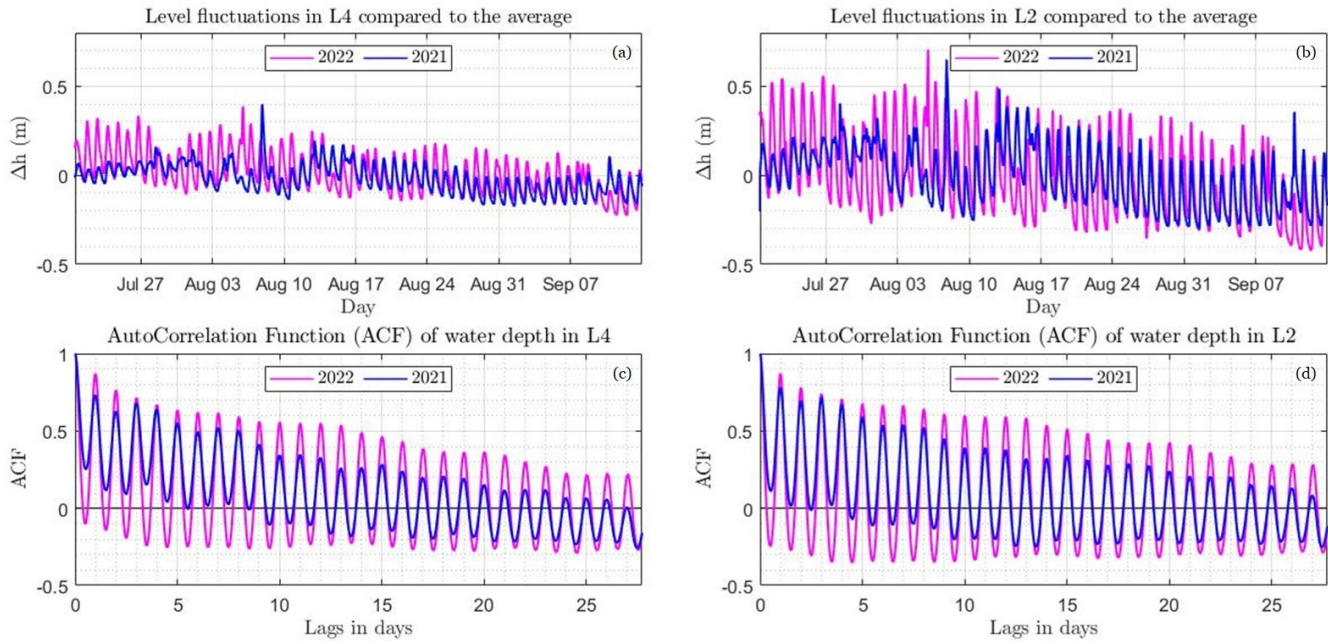 Level fluctuations in L4 compared to the average
2022 2021
(a)
0.5
0
-0.5
Δh (m)
Jul 27 Aug 03 Aug 10 Aug 17 Aug 24 Aug 31 Sep 07
Day
Level fluctuations in L2 compared to the average
2022 2021
(b)
0.5
0
-0.5
Δh (m)
Jul 27 Aug 03 Aug 10 Aug 17 Aug 24 Aug 31 Sep 07
Day
AutoCorrelation Function (ACF) of water depth in L4
1
2022 2021
(c)
0.5
0
-0.5
ACF
0 5 10 15 20 25
Lags in days
AutoCorrelation Function (ACF) of water depth in L2
1
2022 2021
(d)
0.5
0
-0.5
ACF
0 5 10 15 20 25
Lags in days